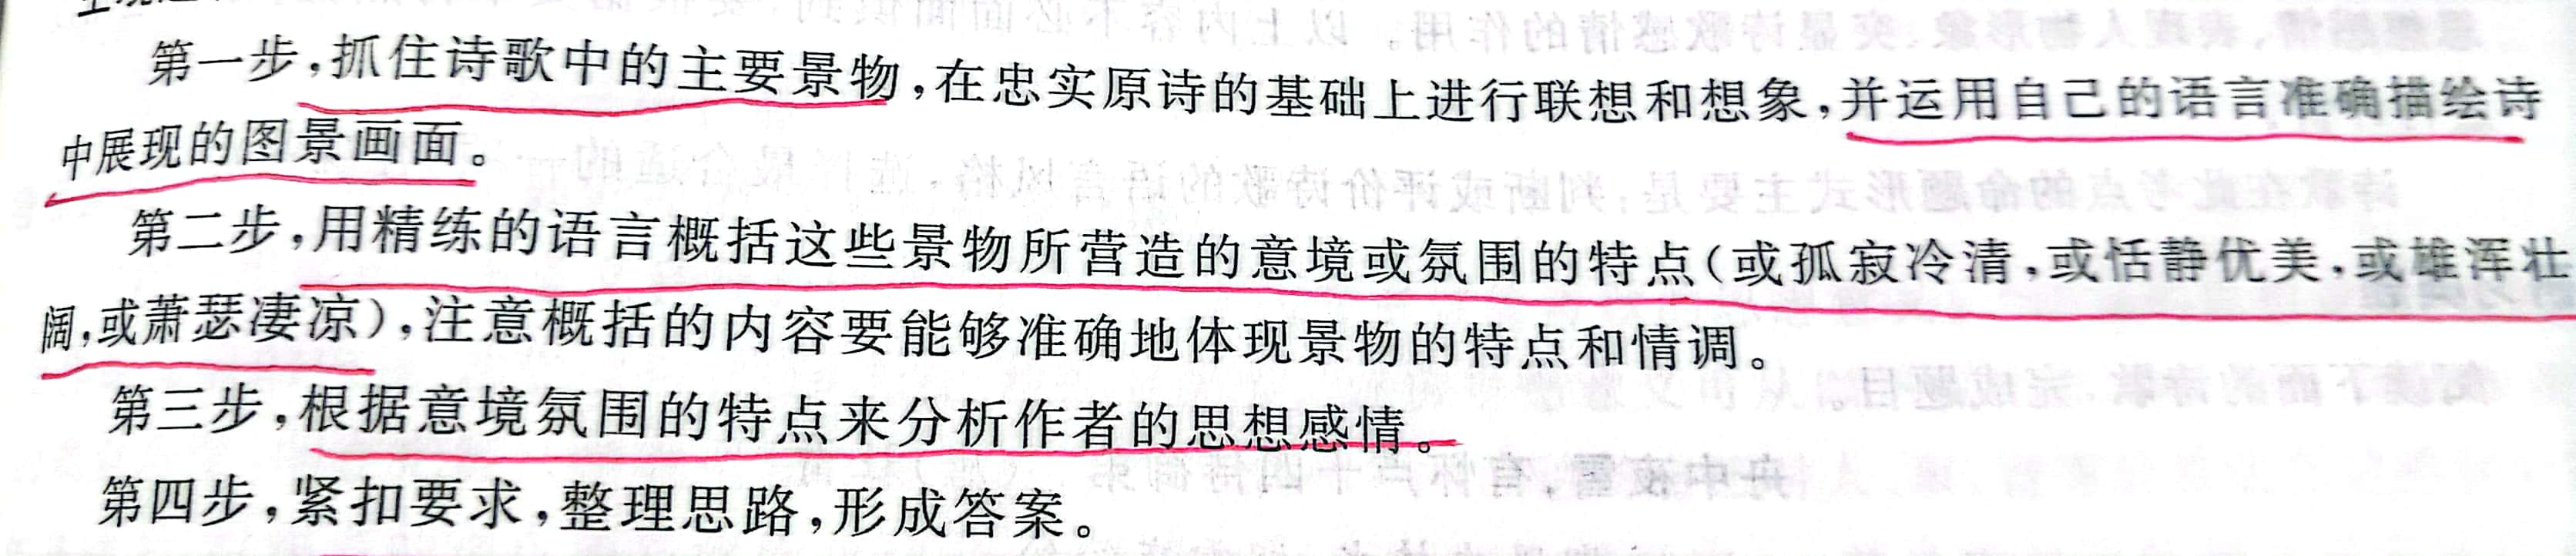 第一步,抓住诗歌中的主要景物,在忠实原诗的基础上进行联想和想象,并运用自己的语言准确描绘诗
中展现的图景画面。
第二步,用精练的语言概括这些景物所营造的意境或氛围的特点(或孤寂冷清,或恬静优美,或雄浑壮
阔,或萧瑟凄凉),注意概括的内容要能够准确地体现景物的特点和情调。
第三步,根据意境氛围的特点来分析作者的思想感情。
第四步,紧扣要求,整理思路,形成答案。